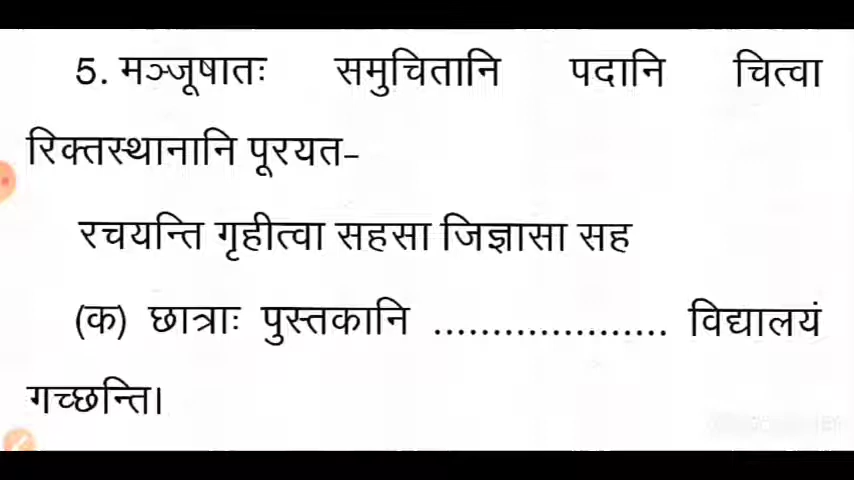 5. मञ्जूषातः समुचितानि पदानि चित्वा
रिक्तस्थानानि पूरयत-
रचयन्ति गृहीत्वा सहसा जिज्ञासा सह
(क) छात्राः पुस्तकानि .................... विद्यालयं
गच्छन्ति।